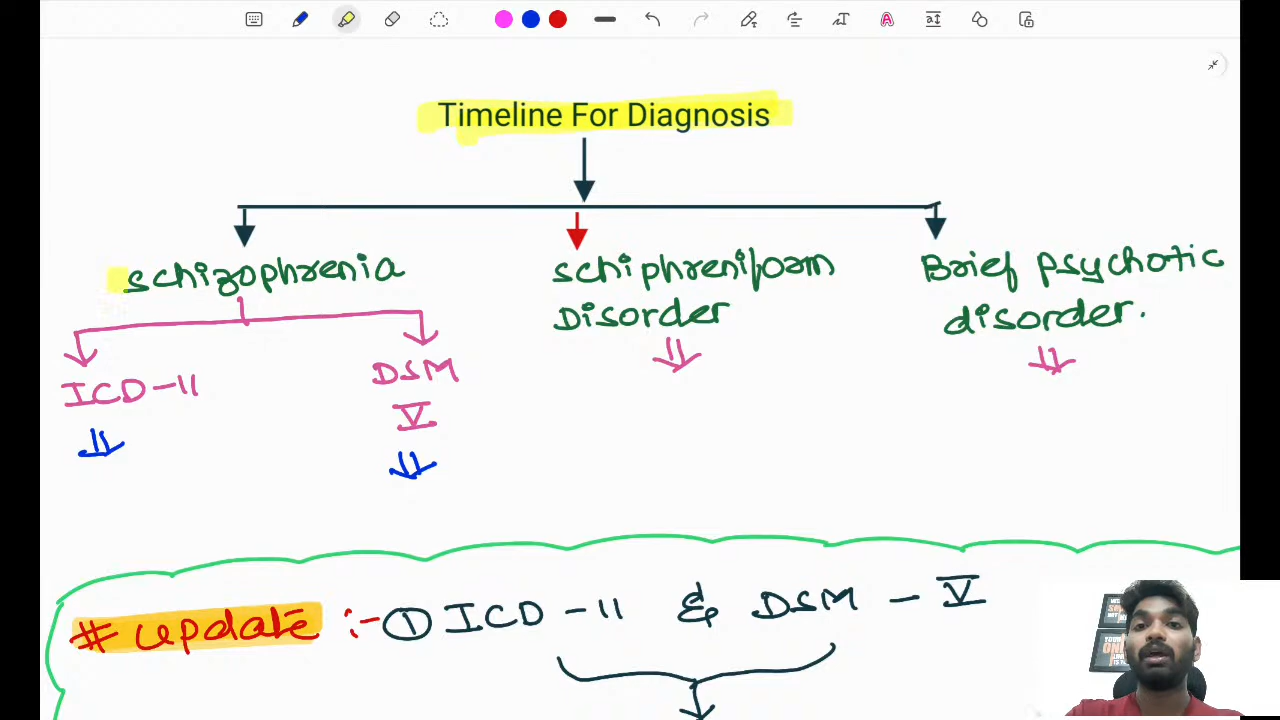 Timeline For Diagnosis
schizophrenia
schiphreniform
Disorder
Brief psychotic
disorder.
ICD-11
DSM
V
# update :- ① ICD -11 & DSM - V